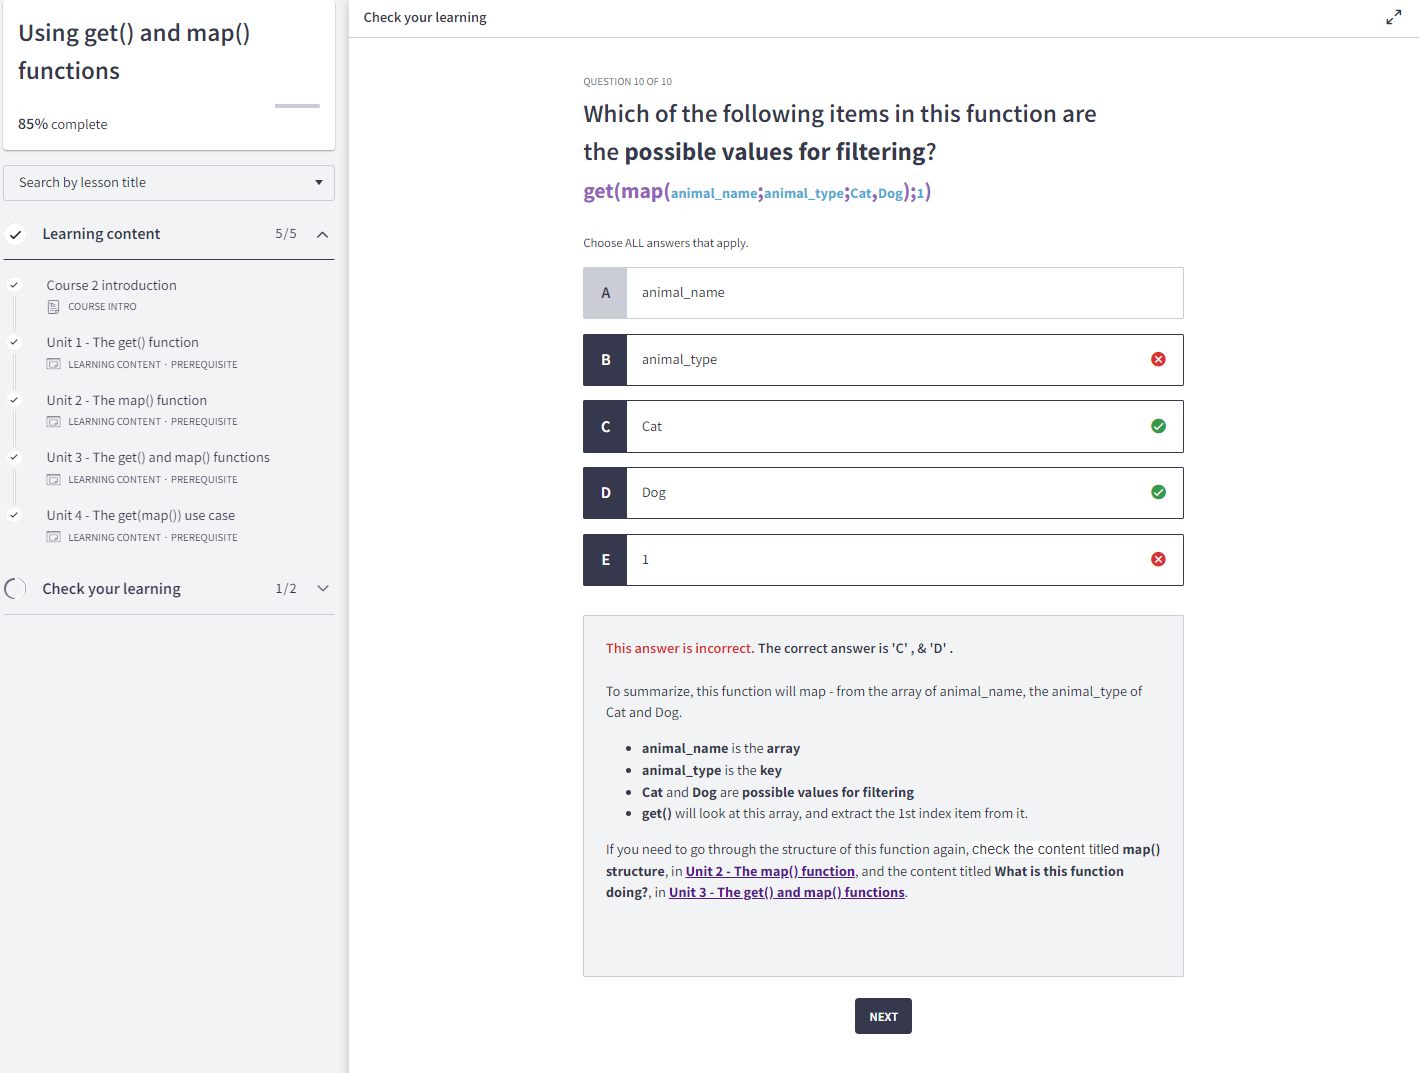 Using get() and map()
functions
85% complete
Search by lesson title
Learning content 5/5
Course 2 introduction
COURSE INTRO
Unit 1 - The get() function
LEARNING CONTENT · PREREQUISITE
Unit 2 - The map() function
LEARNING CONTENT · PREREQUISITE
Unit 3 - The get() and map() functions
LEARNING CONTENT · PREREQUISITE
Unit 4 - The get(map()) use case
LEARNING CONTENT · PREREQUISITE
Check your learning 1/2
Check your learning
QUESTION 10 OF 10
Which of the following items in this function are
the possible values for filtering?
get(map(animal_name;animal_type;Cat,Dog);1)
Choose ALL answers that apply.
A animal_name
B animal_type
C Cat
D Dog
E 1
This answer is incorrect. The correct answer is 'C' , & 'D' .
To summarize, this function will map - from the array of animal_name, the animal_type of
Cat and Dog.
• animal_name is the array
• animal_type is the key
• Cat and Dog are possible values for filtering
• get() will look at this array, and extract the 1st index item from it.
If you need to go through the structure of this function again, check the content titled map()
structure, in Unit 2 - The map() function, and the content titled What is this function
doing?, in Unit 3 - The get() and map() functions.
NEXT